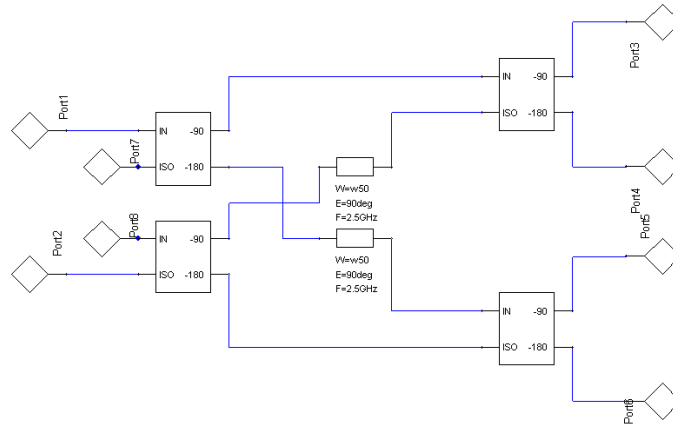 Port3
IN -90
ISO -180
Port1
IN -90
ISO -180
Port7
W=w50
E=90deg
F=2.5GHz
Port4
Port8
Port2
IN -90
ISO -180
W=w50
E=90deg
F=2.5GHz
Port5
IN -90
ISO -180
Port6